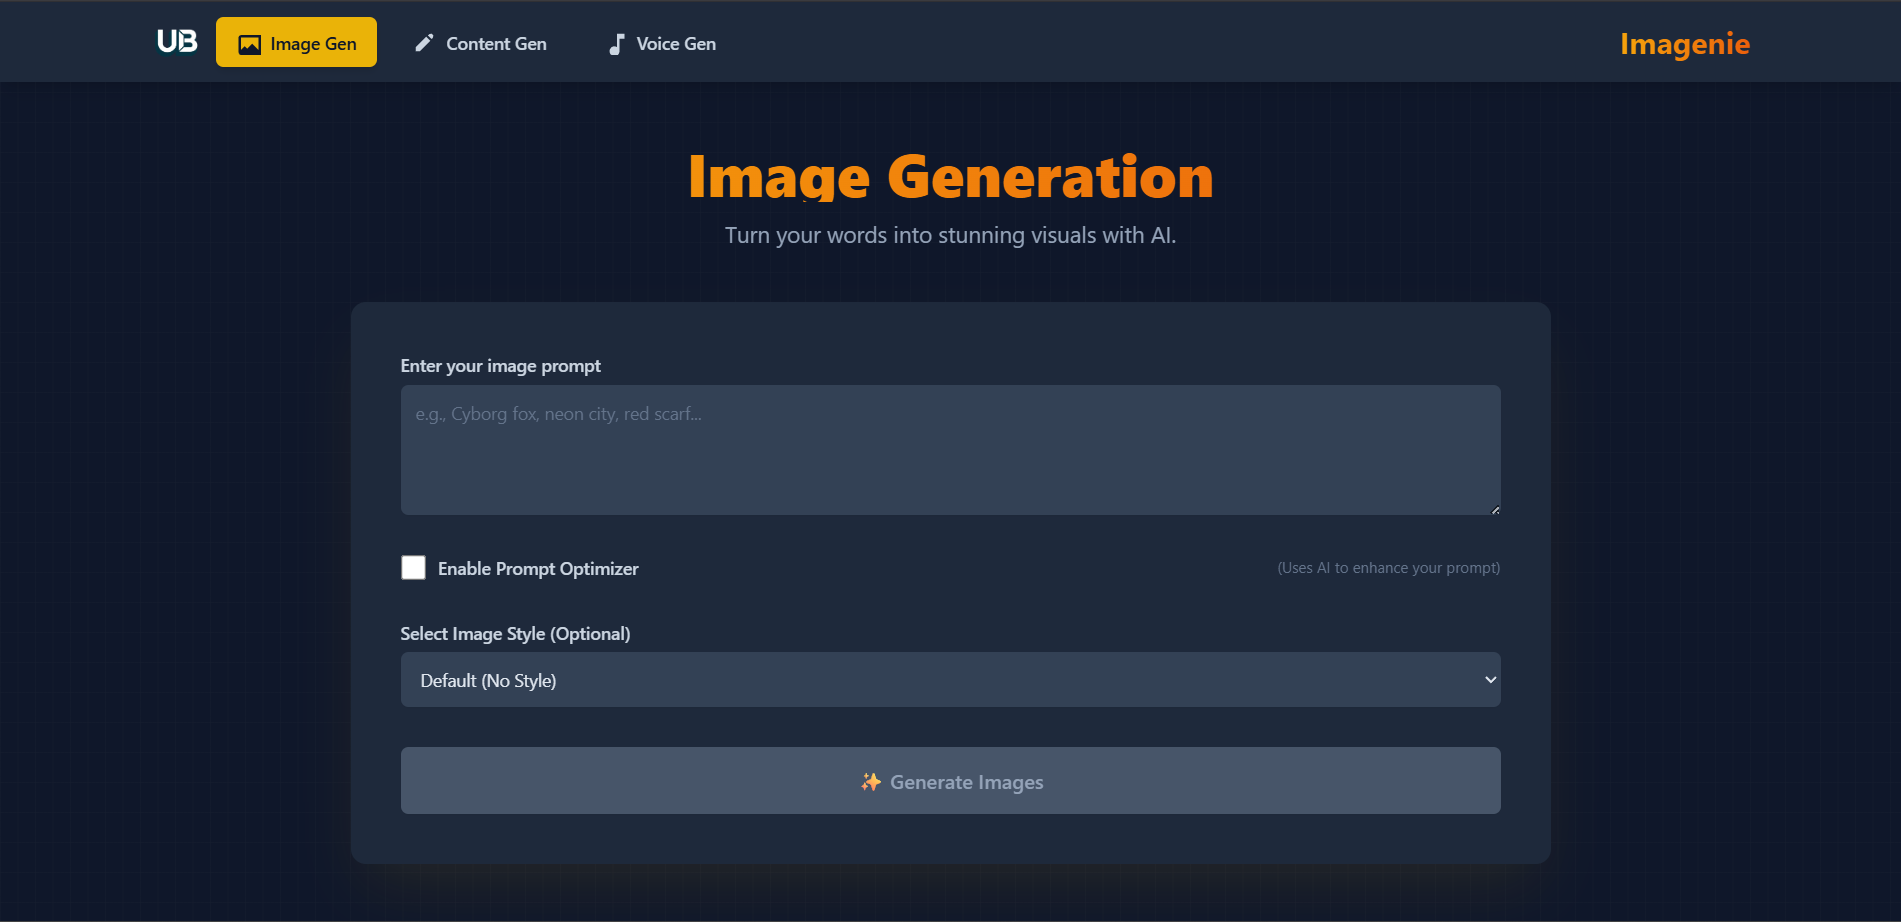 UB Image Gen Content Gen Voice Gen Imagenie
Image Generation
Turn your words into stunning visuals with AI.
Enter your image prompt
e.g., Cyborg fox, neon city, red scarf...
Enable Prompt Optimizer (Uses AI to enhance your prompt)
Select Image Style (Optional)
Default (No Style)
✨ Generate Images